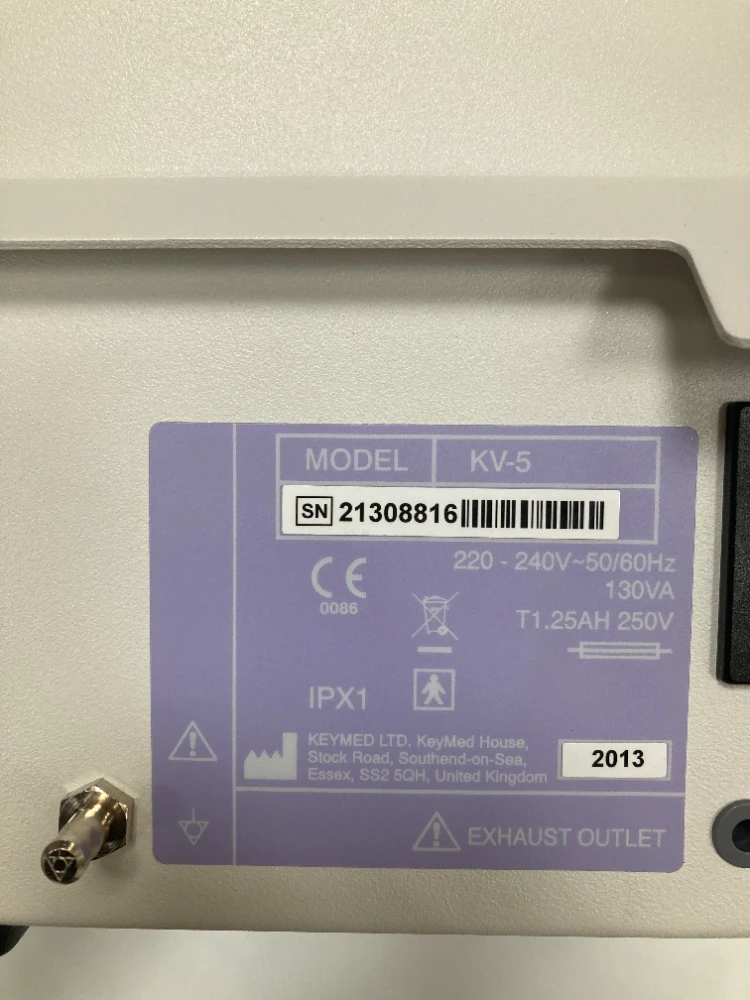 MODEL KV-5
SN 21308816
220 - 240V~50/60Hz
130VA
T1.25AH 250V
CE
0086
IPX1
KEYMED LTD. KeyMed House,
Stock Road, Southend-on-Sea,
Essex, SS2 5QH, United Kingdom
2013
EXHAUST OUTLET